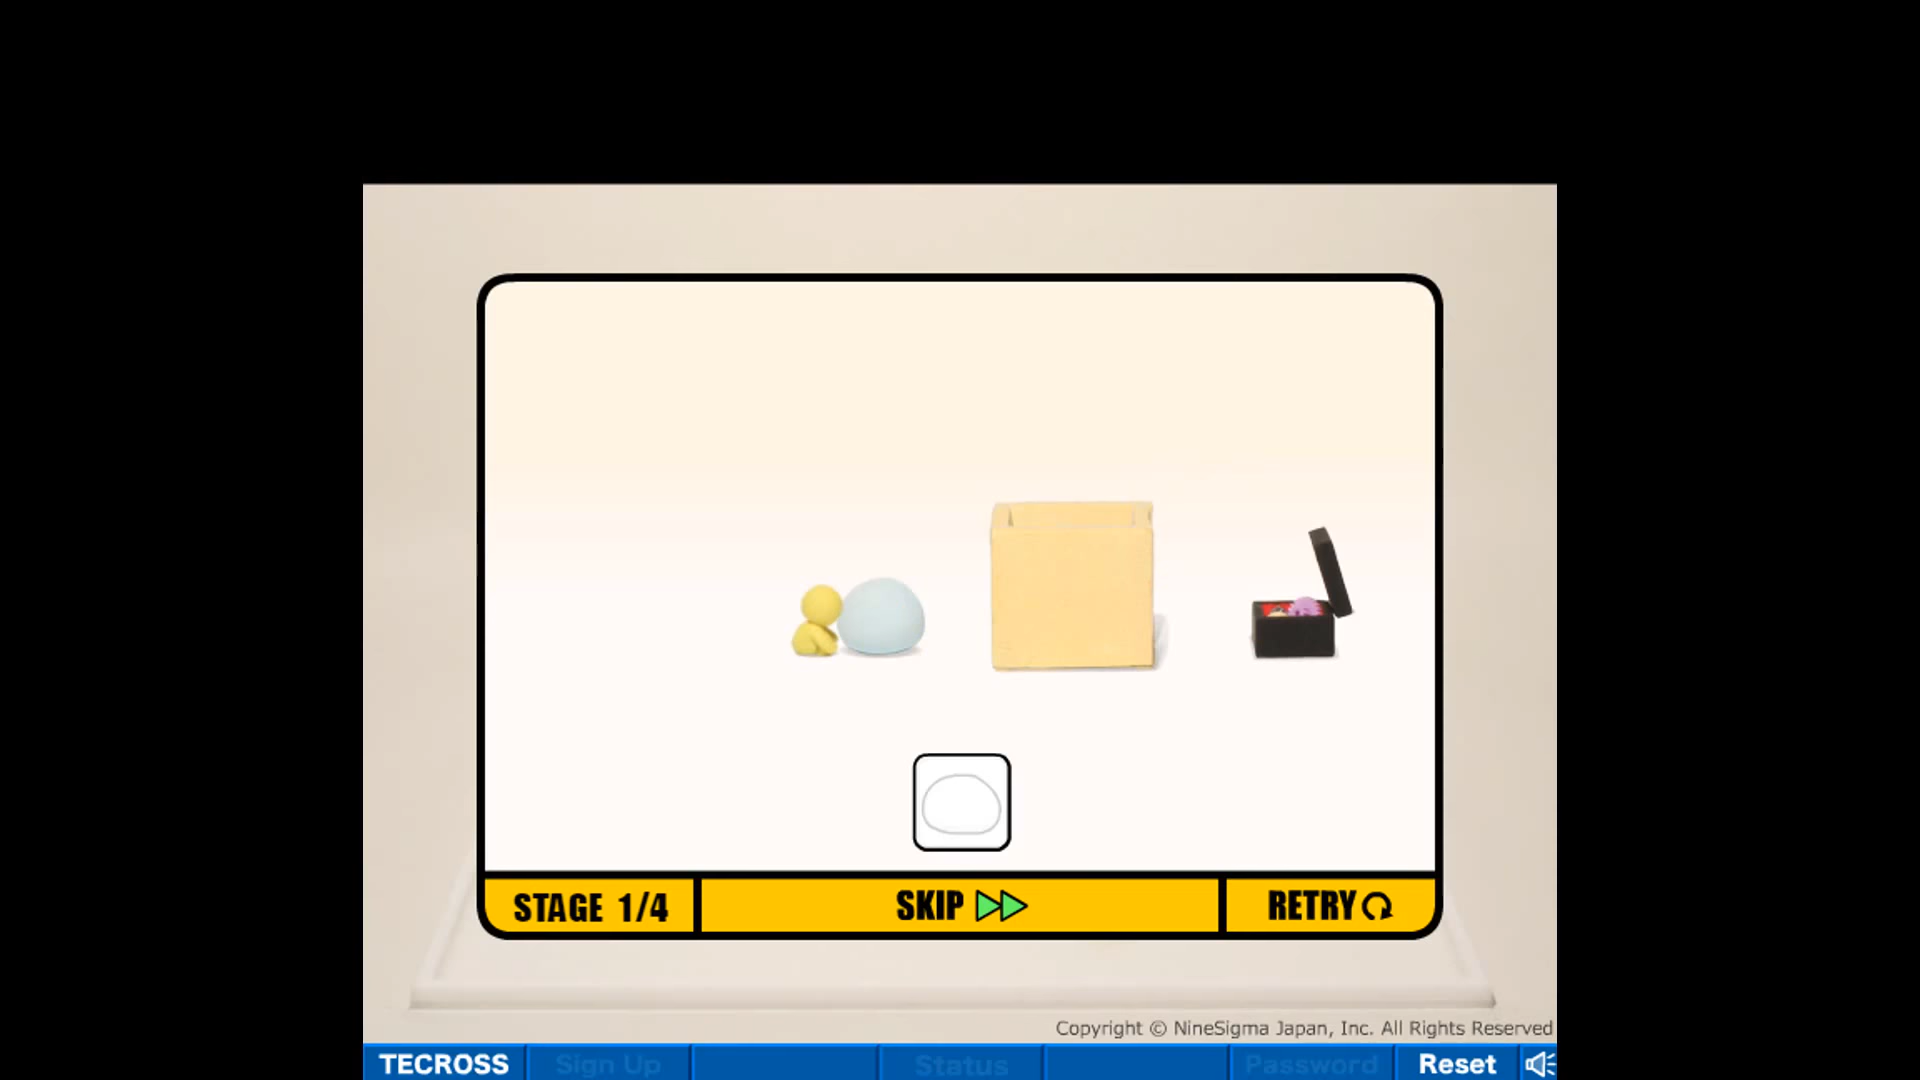 STAGE 1/4
SKIP
RETRY
Copyright © NineSigma Japan, Inc. All Rights Reserved
TECROSS
Sign Up
Status
Password
Reset